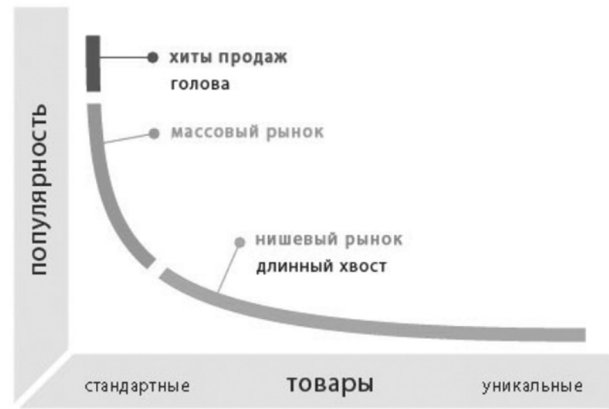 хиты продаж
голова
массовый рынок
популярность
нишевый рынок
длинный хвост
стандартные товары уникальные